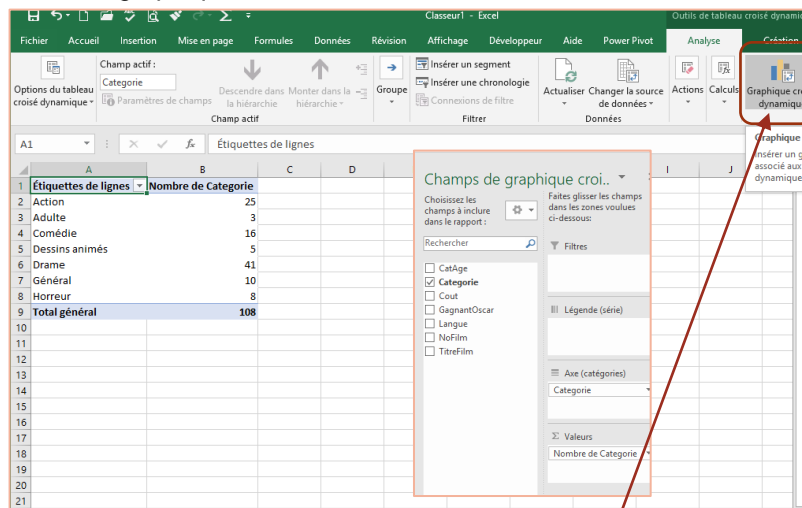 Classeur1 - Excel
Outils de tableau croisé dynami
Fichier Accueil Insertion Mise en page Formules Données Révision Affichage Développeur Aide Power Pivot Analyse Création
Options du tableau croisé dynamique
Champ actif :
Categorie
Paramètres de champs
Descendre dans la hiérarchie
Monter dans la hiérarchie
Champ actif
Groupe
Insérer un segment
Insérer une chronologie
Connexions de filtre
Filtrer
Actualiser
Changer la source de données
Données
Actions
Calculs
Graphique cro
dynamiqu
Graphique
Insérer un g
associé aux
dynamique
A1
fx
Étiquettes de lignes
A B C D I J
1 Étiquettes de lignes Nombre de Categorie
2 Action 25
3 Adulte 3
4 Comédie 16
5 Dessins animés 5
6 Drame 41
7 Général 10
8 Horreur 8
9 Total général 108
10
11
12
13
14
15
16
17
18
19
20
21
Champs de graphique croi..
Choisissez les
champs à inclure
dans le rapport :
Rechercher
CatAge
Categorie
Cout
GagnantOscar
Langue
NoFilm
TitreFilm
Faites glisser les champs
dans les zones voulues
ci-dessous:
Filtres
Légende (série)
Axe (catégories)
Categorie
Σ Valeurs
Nombre de Categorie